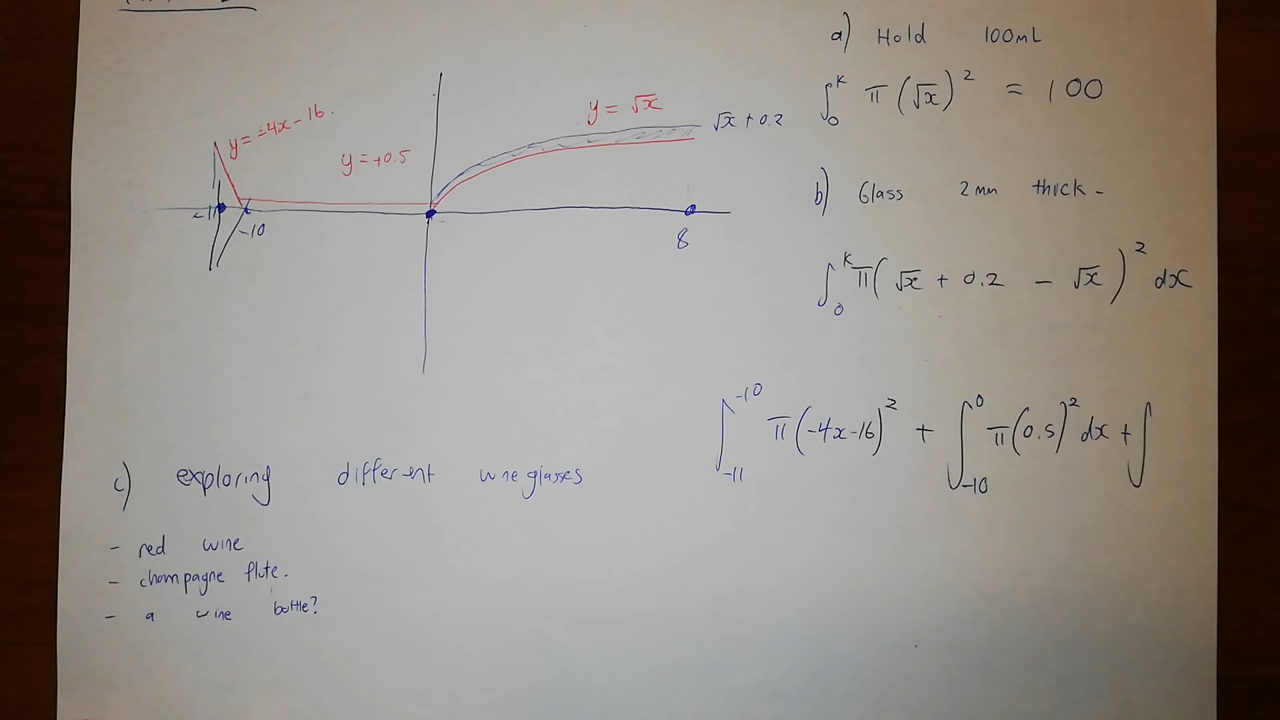 a) Hold 100mL
∫₀ᴷ π(√x)² = 100
y = -4x - 16.
y = +0.5
y = √x
√x + 0.2
-11
-10
8
b) Glass 2mm thick -
∫₀ᴷ π(√x + 0.2 - √x)² dx
∫₋₁₁⁻¹⁰ π(-4x-16)² + ∫₋₁₀⁰ π(0.5)² dx + ∫
c) exploring different wineglasses
- red wine
- champagne flute.
- a wine bottle?